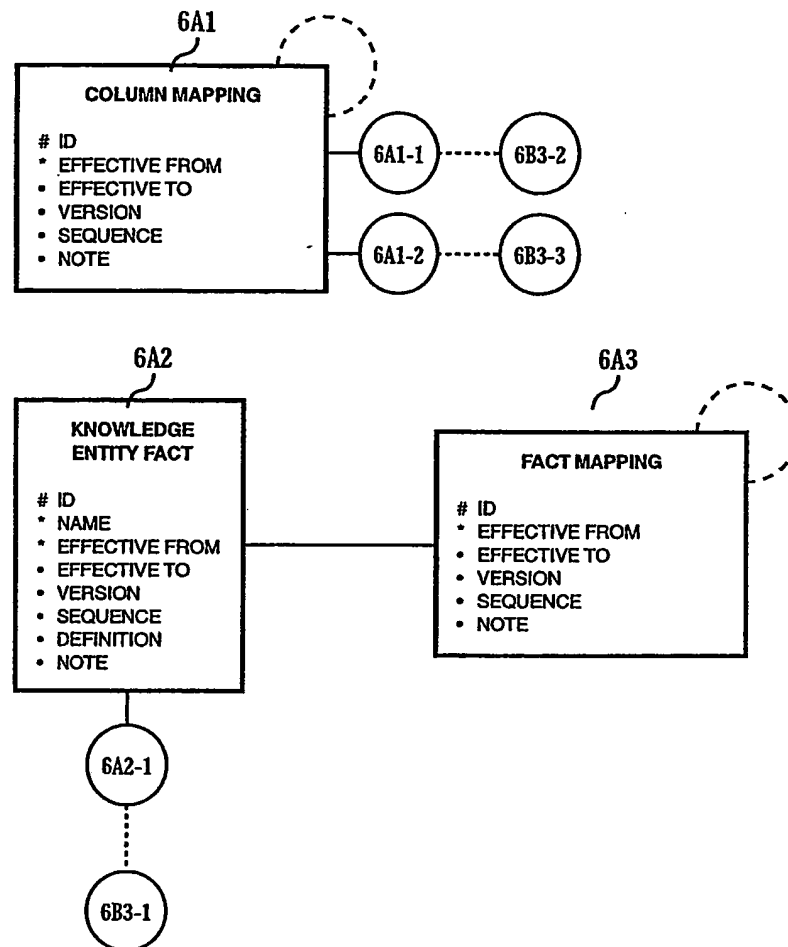 6A1
COLUMN MAPPING
# ID
* EFFECTIVE FROM
• EFFECTIVE TO
• VERSION
• SEQUENCE
• NOTE
6A1-1
6B3-2
6A1-2
6B3-3
6A2
KNOWLEDGE
ENTITY FACT
# ID
* NAME
* EFFECTIVE FROM
• EFFECTIVE TO
• VERSION
• SEQUENCE
• DEFINITION
• NOTE
6A3
FACT MAPPING
# ID
* EFFECTIVE FROM
• EFFECTIVE TO
• VERSION
• SEQUENCE
• NOTE
6A2-1
6B3-1